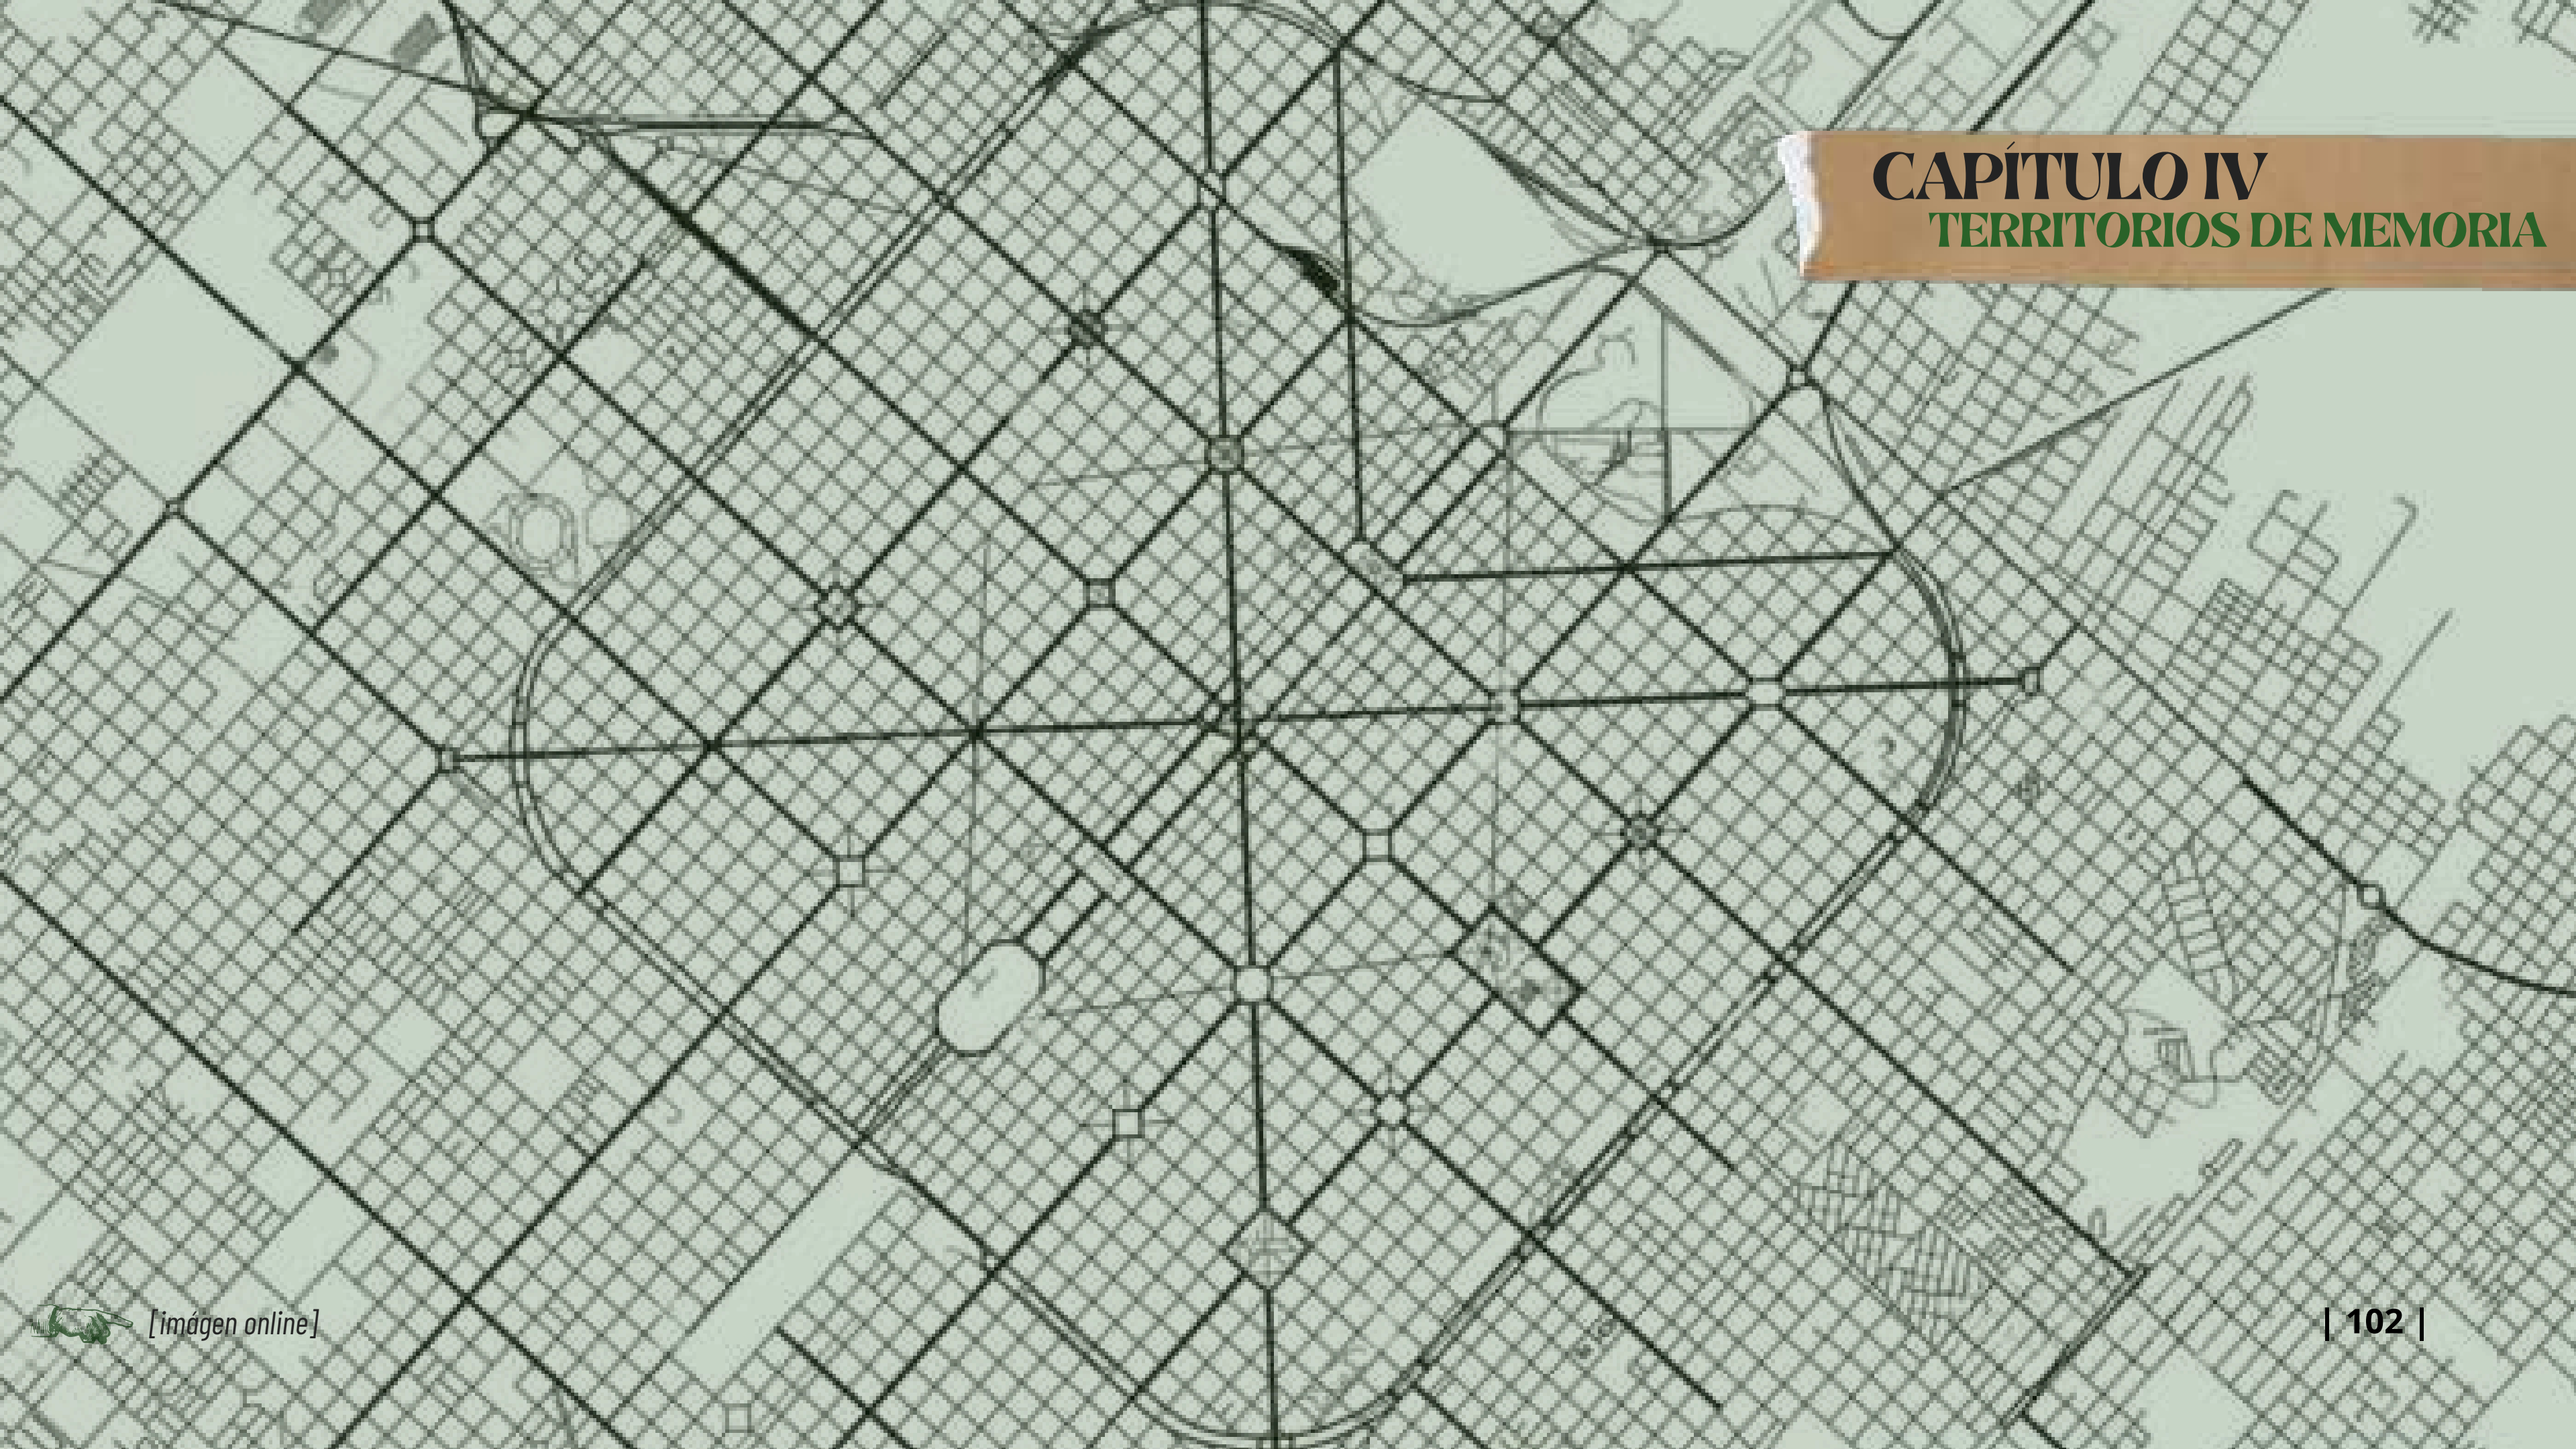 CAPÍTULO IV
TERRITORIOS DE MEMORIA
[imágen online]
| 102 |